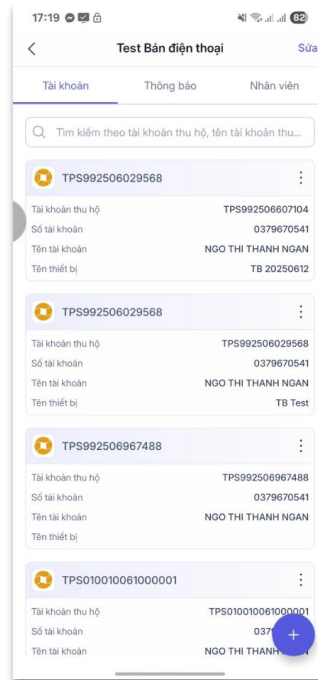 17:19 82
Test Bán điện thoại Sửa
Tài khoản Thông báo Nhân viên
Tìm kiếm theo tài khoản thu hộ, tên tài khoản thu...
TPS992506029568
Tài khoản thu hộ TPS992506607104
Số tài khoản 0379670541
Tên tài khoản NGO THI THANH NGAN
Tên thiết bị TB 20250612
TPS992506029568
Tài khoản thu hộ TPS992506029568
Số tài khoản 0379670541
Tên tài khoản NGO THI THANH NGAN
Tên thiết bị TB Test
TPS992506967488
Tài khoản thu hộ TPS992506967488
Số tài khoản 0379670541
Tên tài khoản NGO THI THANH NGAN
Tên thiết bị
TPS010010061000001
Tài khoản thu hộ TPS010010061000001
Số tài khoản
Tên tài khoản NGO THI THANH NGAN